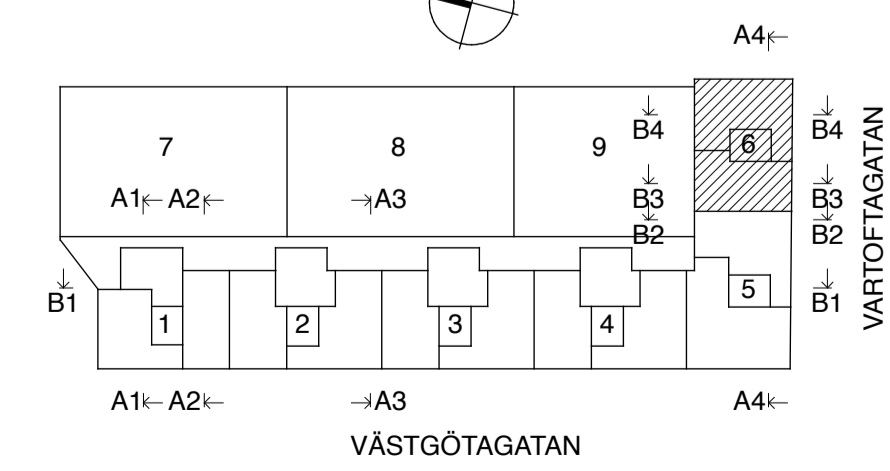 A4
7 8 9 B4 6 B4
A1 A2 A3 B3 B3
B2 B2
B1 1 2 3 4 5 B1
A1 A2 A3 A4
VÄSTGÖTAGATAN
VARTOFTAGATAN